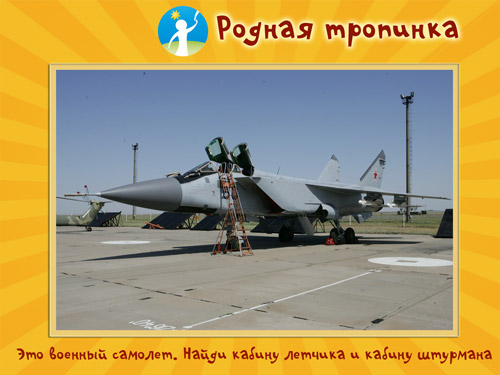 Родная тропинка
Это военный самолет. Найди кабину летчика и кабину штурмана